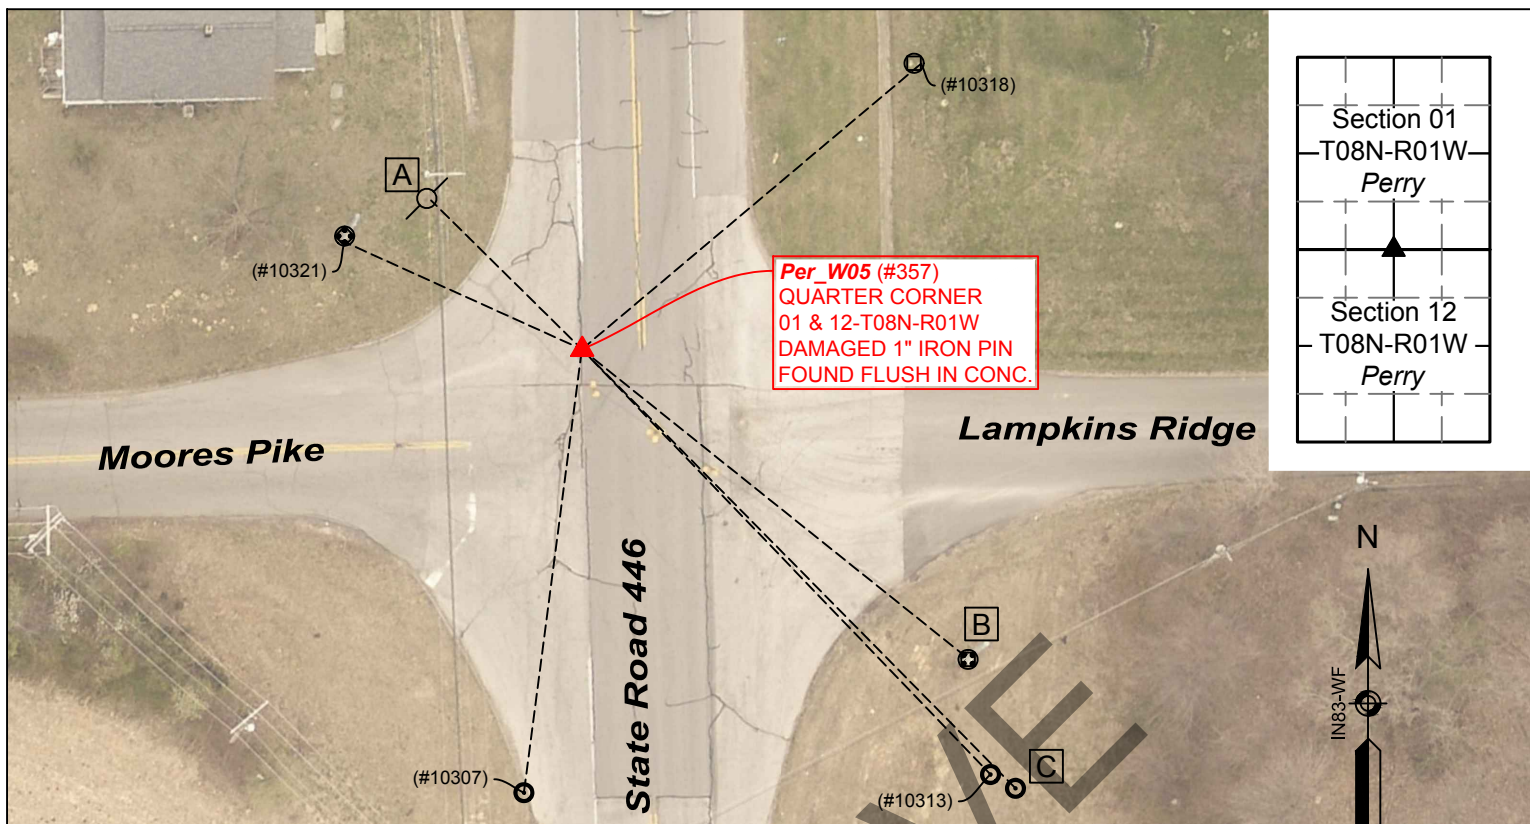 (#10318)
A
(#10321)
Per_W05 (#357)
QUARTER CORNER
01 & 12-T08N-R01W
DAMAGED 1" IRON PIN
FOUND FLUSH IN CONC.
Section 01
T08N-R01W
Perry
Section 12
T08N-R01W
Perry
Moores Pike
Lampkins Ridge
State Road 446
B
N
IN83-WF
(#10307)
(#10313)
C